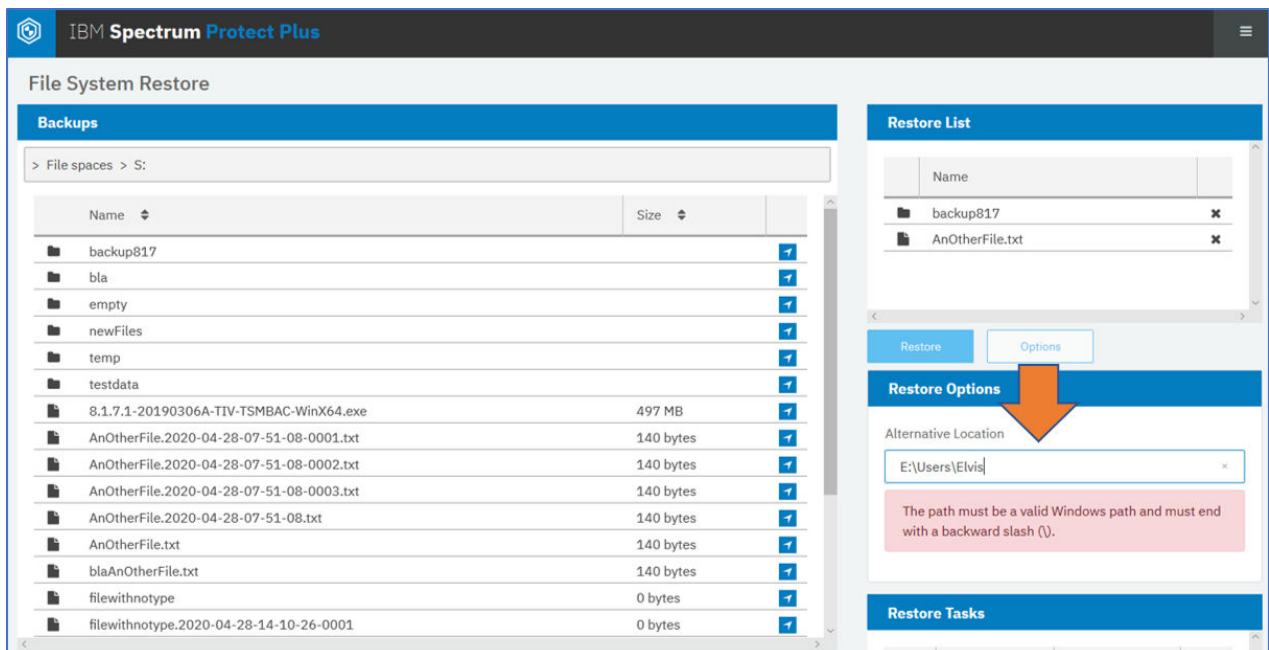 IBM Spectrum Protect Plus
File System Restore
Backups
> File spaces > S:
Name Size
backup817
bla
empty
newFiles
temp
testdata
8.1.7.1-20190306A-TIV-TSMBAC-WinX64.exe 497 MB
AnOtherFile.2020-04-28-07-51-08-0001.txt 140 bytes
AnOtherFile.2020-04-28-07-51-08-0002.txt 140 bytes
AnOtherFile.2020-04-28-07-51-08-0003.txt 140 bytes
AnOtherFile.2020-04-28-07-51-08.txt 140 bytes
AnOtherFile.txt 140 bytes
blaAnOtherFile.txt 140 bytes
filewithnotype 0 bytes
filewithnotype.2020-04-28-14-10-26-0001 0 bytes
Restore List
Name
backup817
AnOtherFile.txt
Restore Options
Restore Options
Alternative Location
E:\Users\Elvis
The path must be a valid Windows path and must end
with a backward slash (\).
Restore Tasks